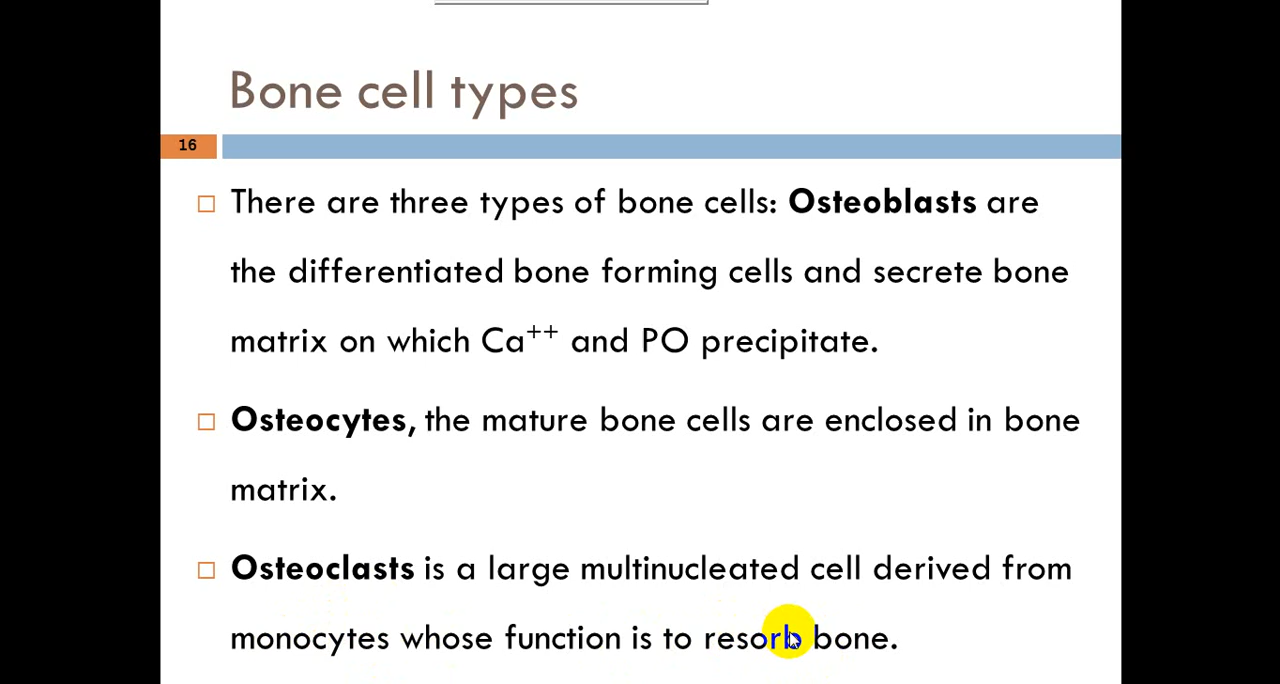 Bone cell types
16
There are three types of bone cells: Osteoblasts are
the differentiated bone forming cells and secrete bone
matrix on which Ca⁺⁺ and PO precipitate.
Osteocytes, the mature bone cells are enclosed in bone
matrix.
Osteoclasts is a large multinucleated cell derived from
monocytes whose function is to resorb bone.